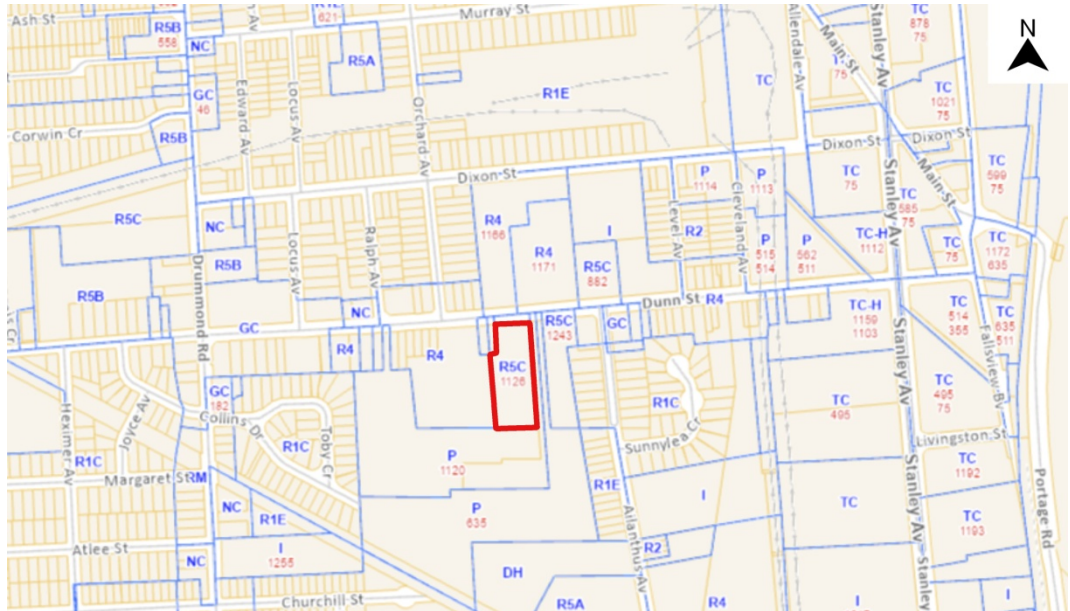 Ash St
R5B
558
NC
R1E
621
Murray St
R5A
GC
46
Corwin Cr
R5B
Edward Av
Locus Av
Orchard Av
R1E
TC
Allendale Av
Main St
75
Stanley Av
TC
878
75
N
TC
1021
75
Dixon St
Dixon St
Dixon St
TC
75
Stanley Av
Main St
TC
585
75
TC
599
75
P
1114
Cleveland Av
P
1113
R5C
NC
R5B
Locus Av
Ralph Av
R4
1166
R4
1171
I
R5C
882
Level Av
R2
P
515
514
P
562
511
TC-H
1112
TC
75
TC
1172
635
Drummond Rd
R5B
GC
NC
Dunn St
R4
R5C
1243
GC
TC-H
1159
1103
Stanley Av
TC
514
355
Fallsview Bv
TC
635
511
R4
R4
R5C
1126
R1C
TC
495
TC
495
75
GC
182
Joyce Av
Collins Dr
R1C
Toby Cr
Heximer Av
R1C
Sunnylea Cr
Livingston St
Margaret St
RM
P
1120
R1E
I
TC
Stanley Av
TC
1192
Portage Rd
NC
R1E
P
635
Ailanthus Av
TC
1193
Atlee St
NC
I
1255
R2
DH
Churchill St
R5A
R4
I
Stanley